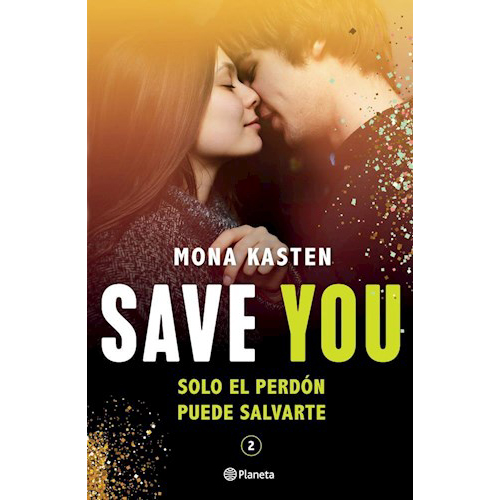 MONA KASTEN
SAVE YOU
SOLO EL PERDÓN
PUEDE SALVARTE
2
Planeta